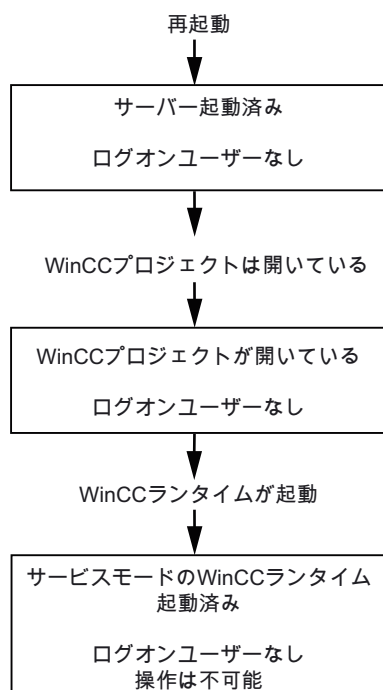 再起動
サーバー起動済み
ログオンユーザーなし
WinCCプロジェクトは開いている
WinCCプロジェクトが開いている
ログオンユーザーなし
WinCCランタイムが起動
サービスモードのWinCCランタイム
起動済み
ログオンユーザーなし
操作は不可能